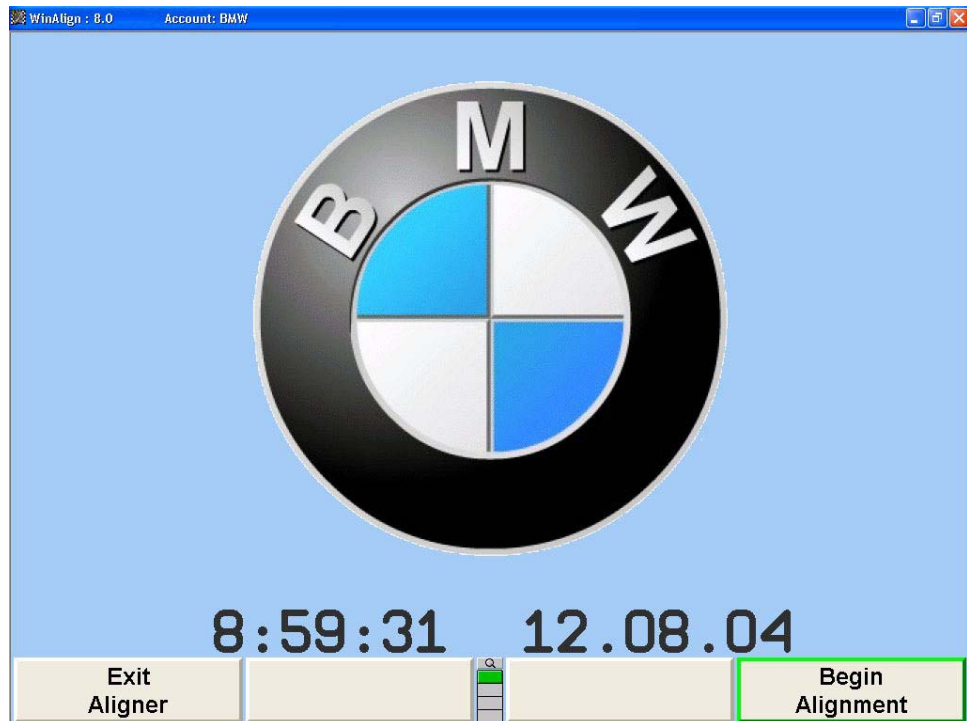 WinAlign : 8.0 Account: BMW
B M W
8:59:31 12.08.04
Exit
Aligner
Begin
Alignment